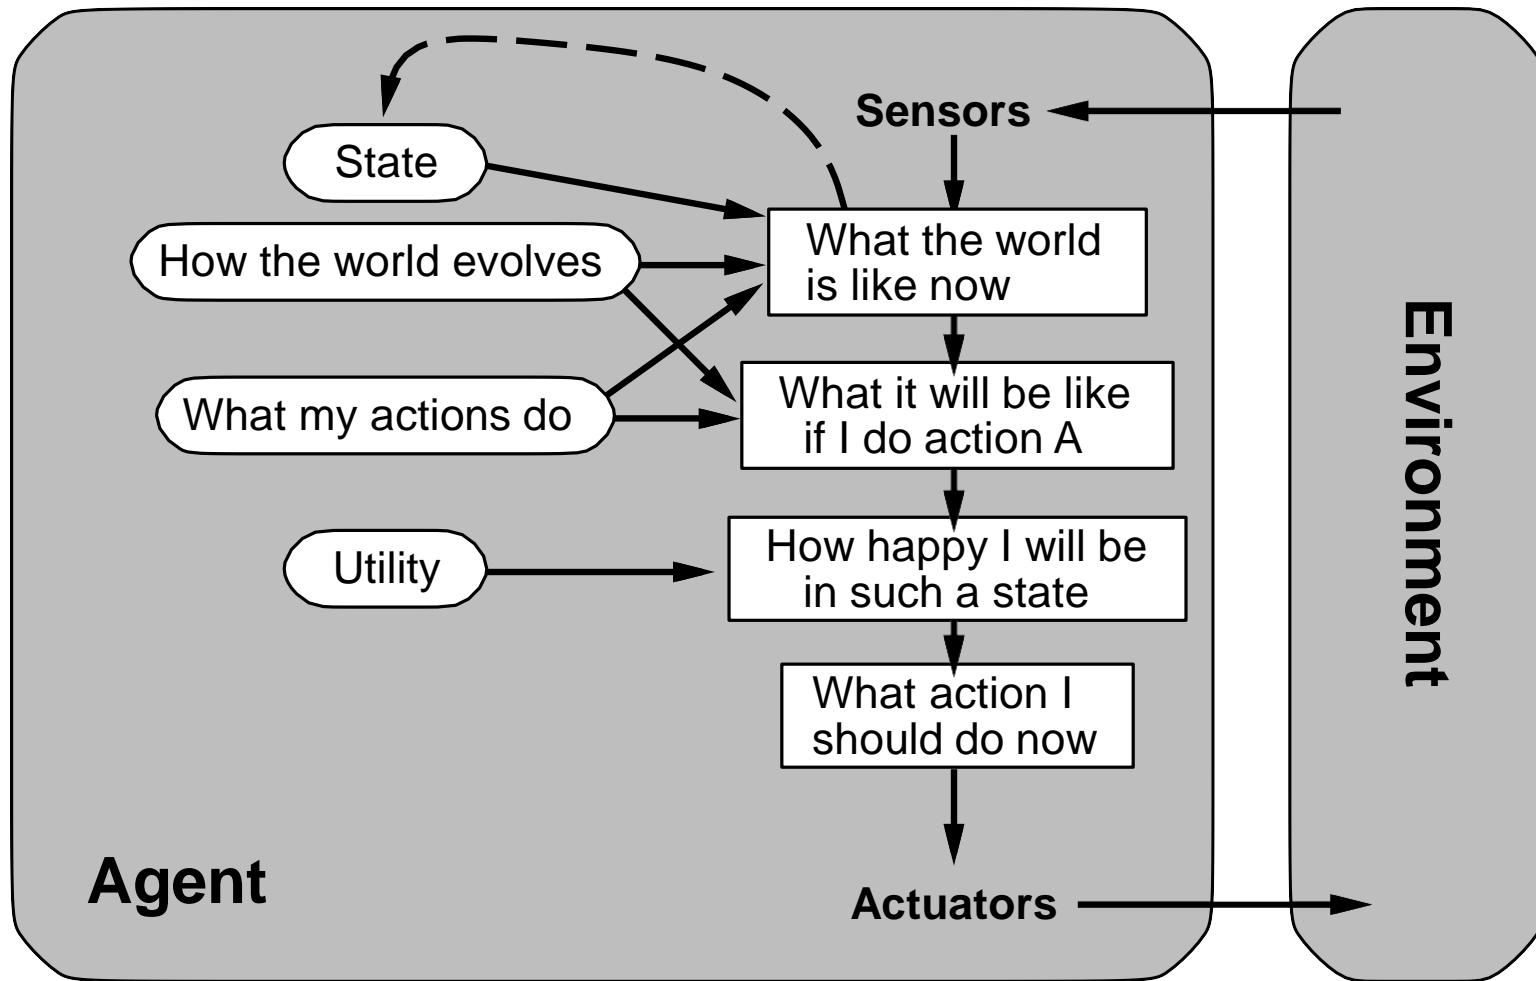 Sensors
State
What the world
is like now
How the world evolves
What it will be like
if I do action A
What my actions do
How happy I will be
in such a state
Utility
What action I
should do now
Agent
Actuators
Environment